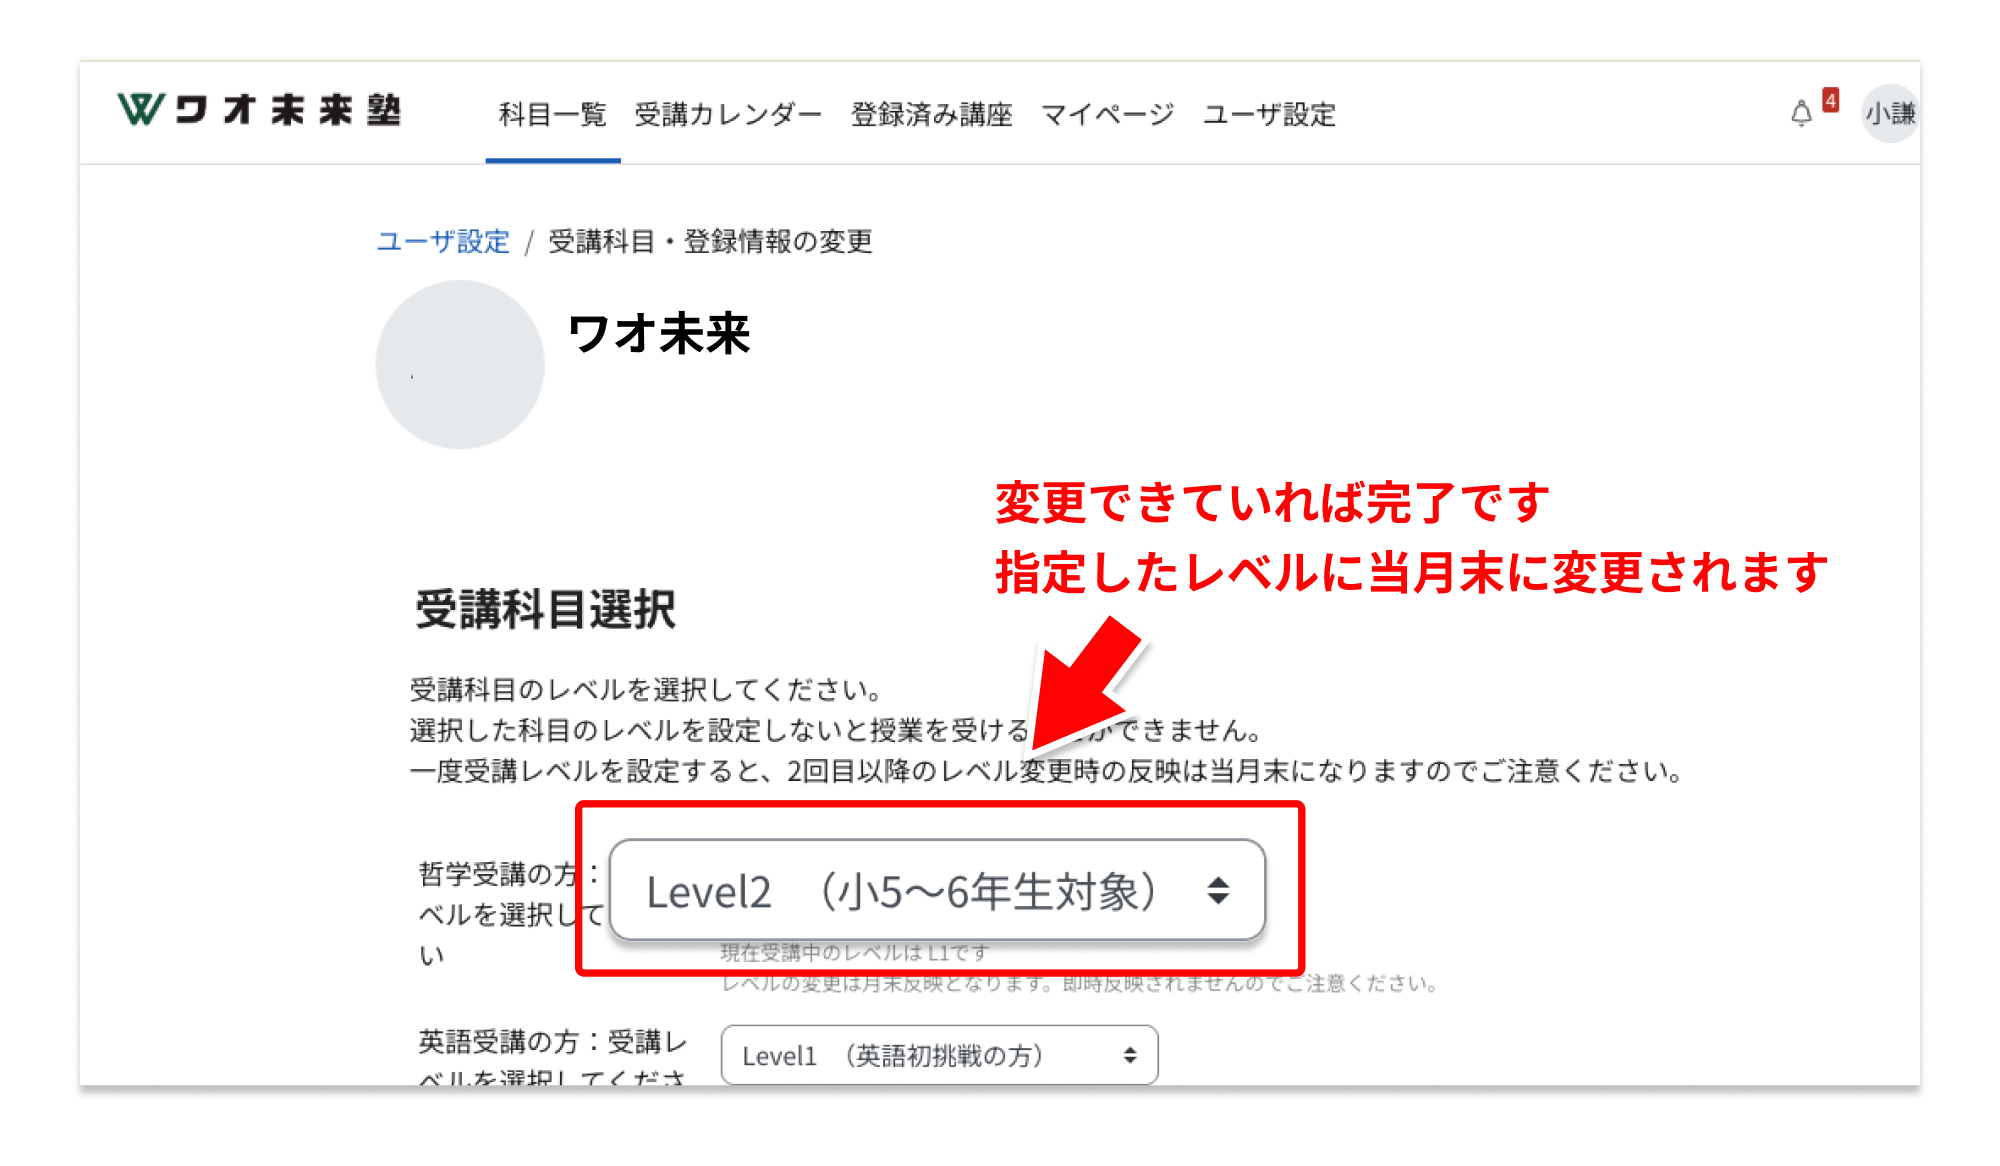 ワオ未来塾
科目一覧 受講カレンダー 登録済み講座 マイページ ユーザ設定
4
小謙
ユーザ設定 / 受講科目・登録情報の変更
ワオ未来
変更できていれば完了です
指定したレベルに当月末に変更されます
受講科目選択
受講科目のレベルを選択してください。
選択した科目のレベルを設定しないと授業を受ける できません。
一度受講レベルを設定すると、2回目以降のレベル変更時の反映は当月末になりますのでご注意ください。
哲学受講の方：
ベルを選択して
い
Level2 （小5～6年生対象）
現在受講中のレベルは L1です
レベルの変更は月末反映となります。即時反映されませんのでご注意ください。
英語受講の方：受講レ
ベルを選択してくださ
Level1 （英語初挑戦の方）